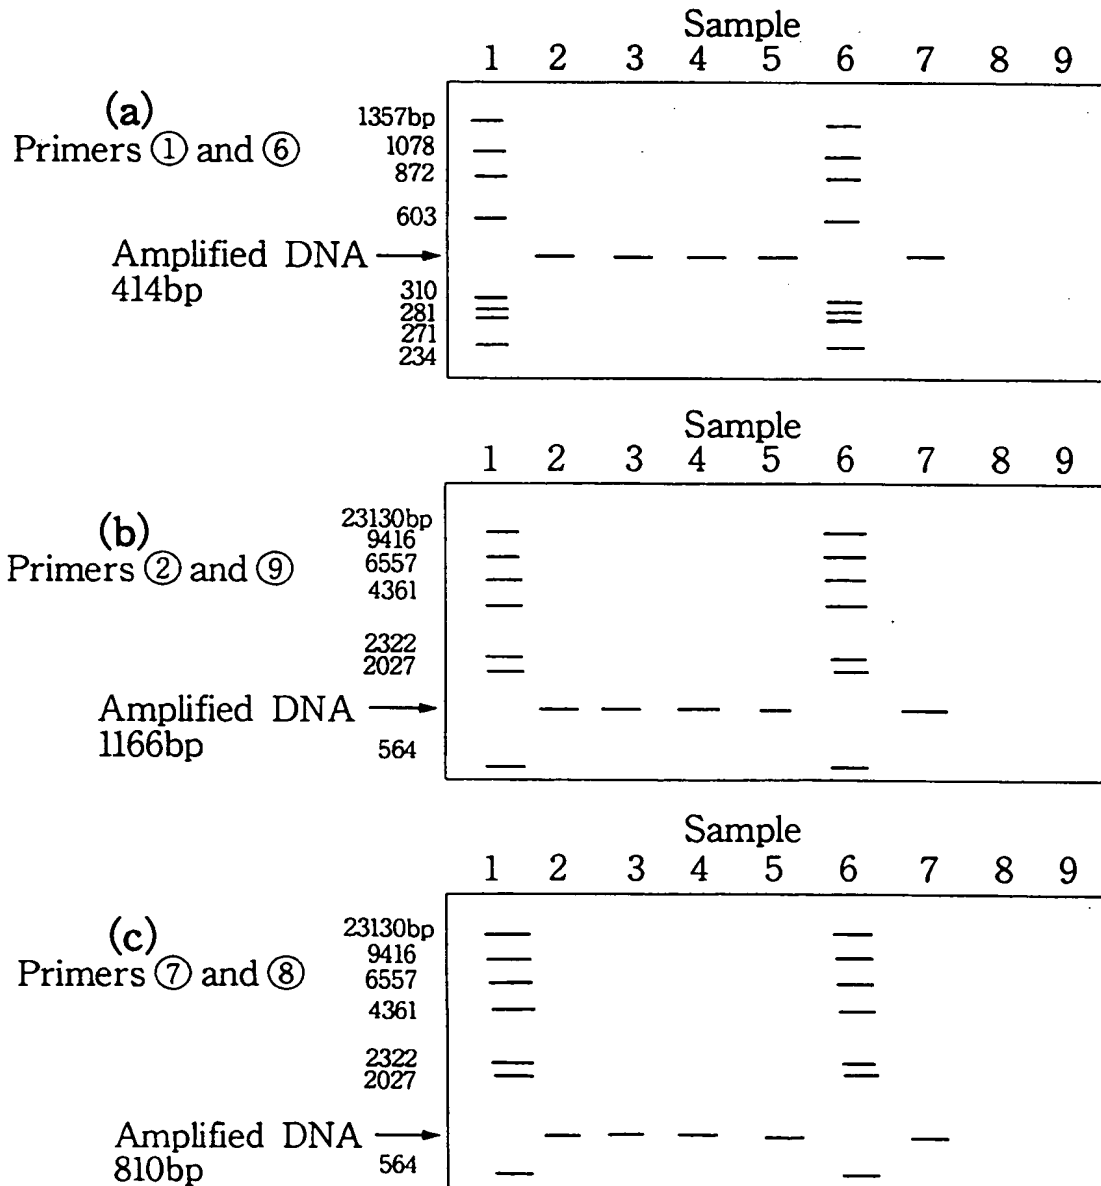 Sample
1 2 3 4 5 6 7 8 9
(a)
Primers ① and ⑥
1357bp
1078
872
603
Amplified DNA
414bp
310
281
271
234
Sample
1 2 3 4 5 6 7 8 9
(b)
Primers ② and ⑨
23130bp
9416
6557
4361
2322
2027
Amplified DNA
1166bp
564
Sample
1 2 3 4 5 6 7 8 9
(c)
Primers ⑦ and ⑧
23130bp
9416
6557
4361
2322
2027
Amplified DNA
810bp
564